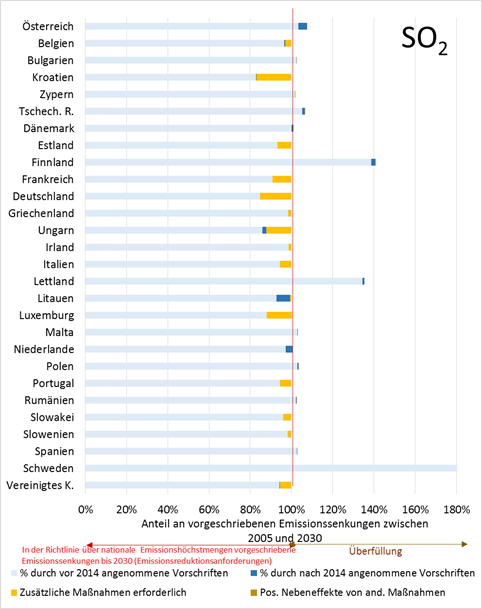 SO2
Österreich
Belgien
Bulgarien
Kroatien
Zypern
Tschech. R.
Dänemark
Estland
Finnland
Frankreich
Deutschland
Griechenland
Ungarn
Irland
Italien
Lettland
Litauen
Luxemburg
Malta
Niederlande
Polen
Portugal
Rumänien
Slowakei
Slowenien
Spanien
Schweden
Vereinigtes K.
0% 20% 40% 60% 80% 100% 120% 140% 160% 180%
Anteil an vorgeschriebenen Emissionssenkungen zwischen
2005 und 2030
In der Richtlinie über nationale Emissionshöchstmengen vorgeschriebene
Emissionssenkungen bis 2030 (Emissionsreduktionsanforderungen)
Überfüllung
% durch vor 2014 angenommene Vorschriften
% durch nach 2014 angenommene Vorschriften
Zusätzliche Maßnahmen erforderlich
Pos. Nebeneffekte von and. Maßnahmen